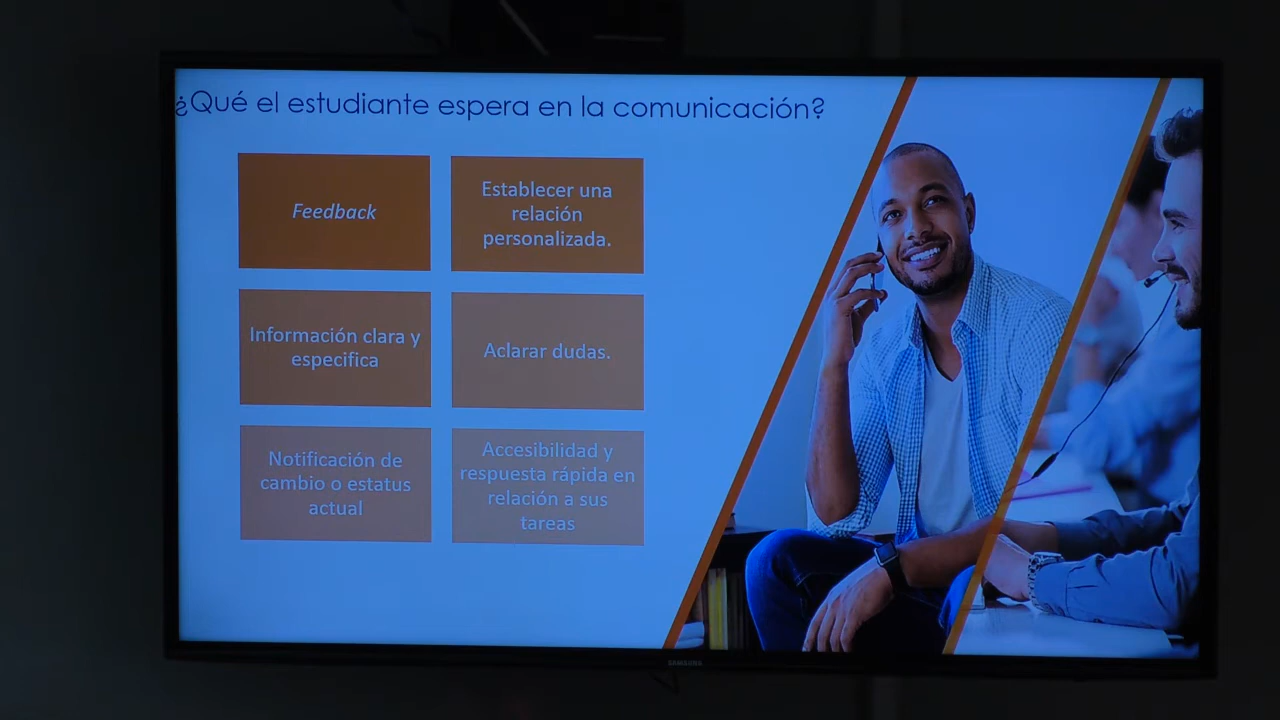 ¿Qué el estudiante espera en la comunicación?
Feedback
Establecer una
relación
personalizada.
Información clara y
especifica
Aclarar dudas.
Notificación de
cambio o estatus
actual
Accesibilidad y
respuesta rápida en
relación a sus
tareas
SAMSUNG